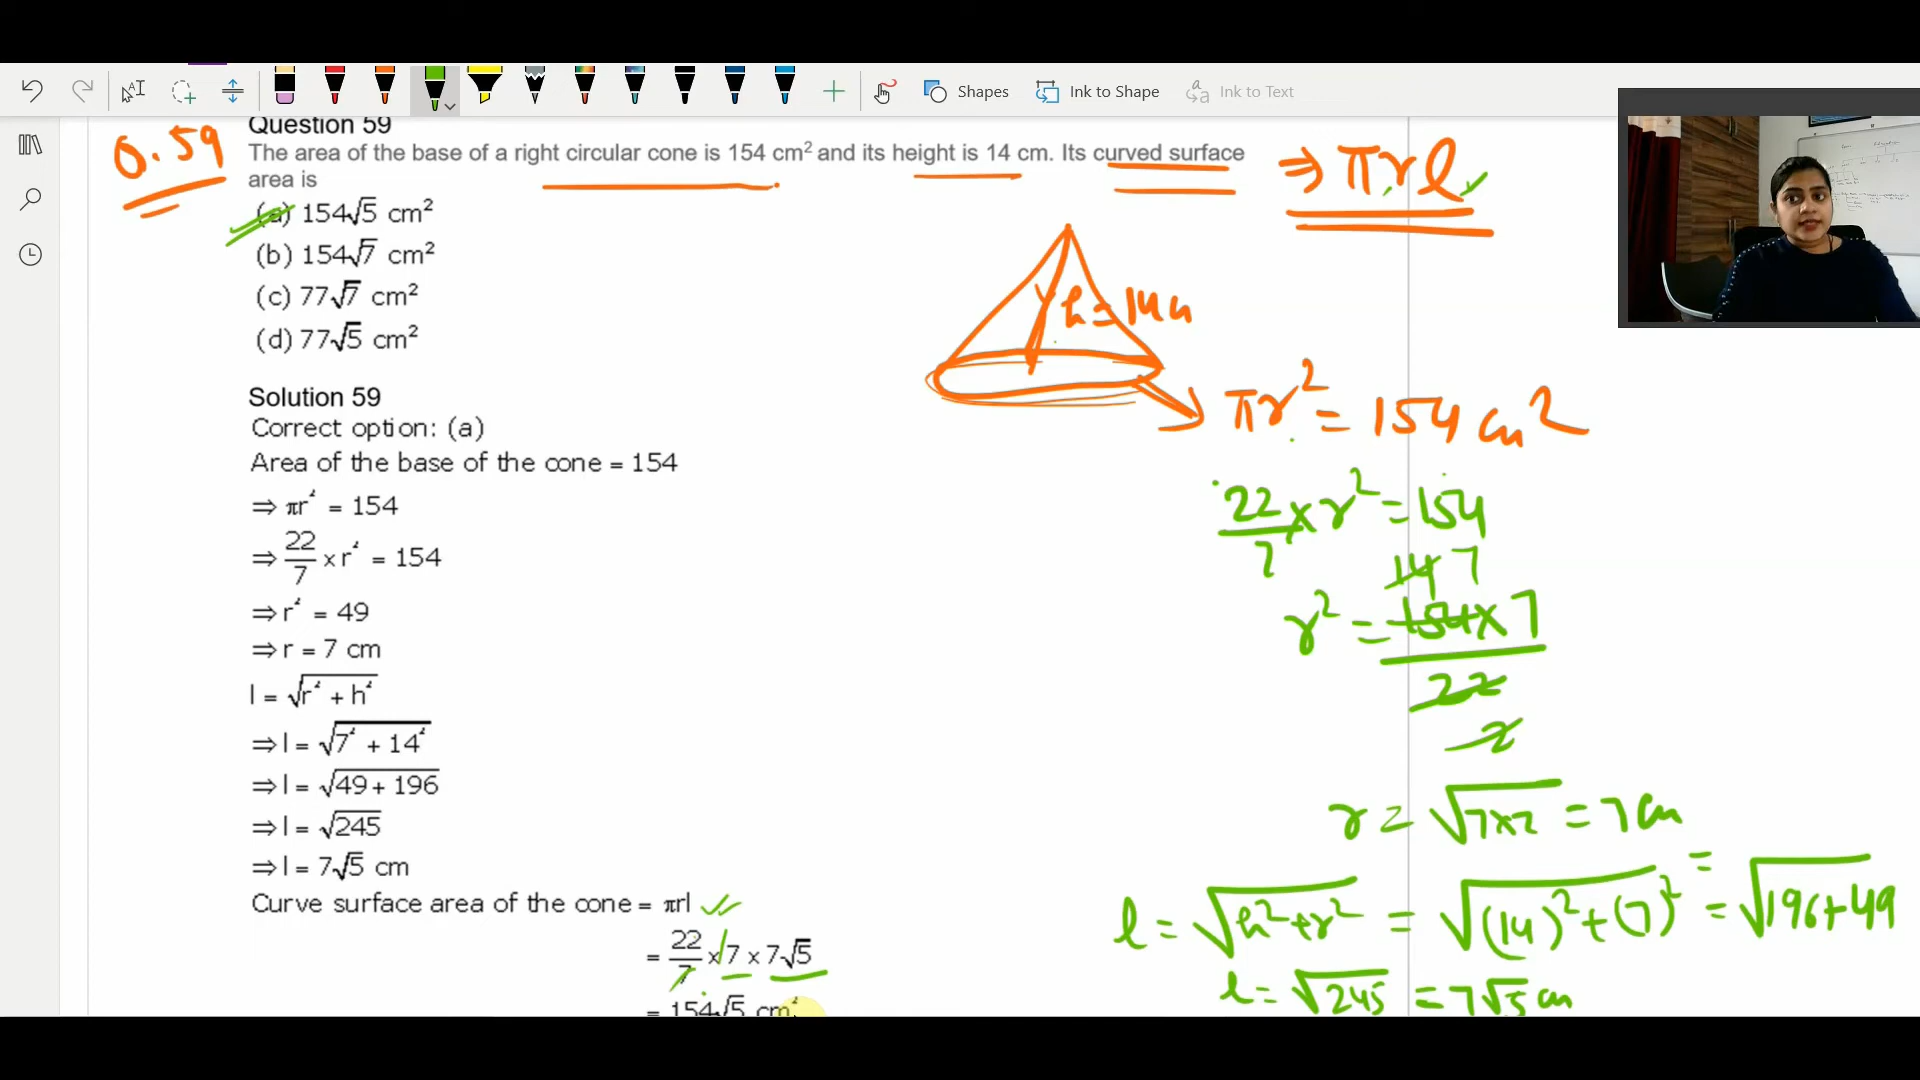 Shapes
Ink to Shape
Ink to Text
Q.59
Question 59
The area of the base of a right circular cone is 154 cm² and its height is 14 cm. Its curved surface
area is
(a) 154√5 cm²
(b) 154√7 cm²
(c) 77√7 cm²
(d) 77√5 cm²
Solution 59
Correct option: (a)
Area of the base of the cone = 154
⇒ πr² = 154
⇒ 22/7 × r² = 154
⇒ r² = 49
⇒ r = 7 cm
l = √(r² + h²)
⇒ l = √(7² + 14²)
⇒ l = √(49 + 196)
⇒ l = √245
⇒ l = 7√5 cm
Curve surface area of the cone = πrl
= 22/7 × 7 × 7√5
= 154√5 cm²
⇒ πrl
h = 14 cm
πr² = 154 cm²
22/7 × r² = 154
14 7
r² = 154×7
22
2
r = √7×7 = 7 cm
=
l = √h²+r² = √(14)²+(7)² = √196+49
l = √245 = 7√5 cm